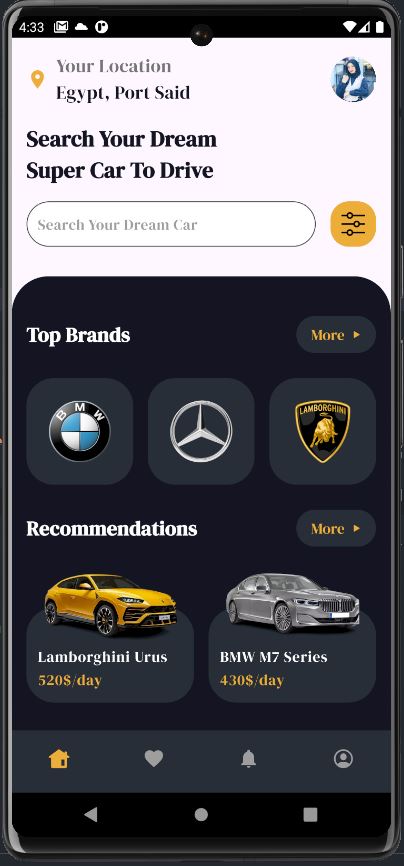 4:33
Your Location
Egypt, Port Said
Search Your Dream
Super Car To Drive
Search Your Dream Car
Top Brands
More
BMW
LAMBORGHINI
Recommendations
More
Lamborghini Urus
BMW M7 Series
520$/day
430$/day